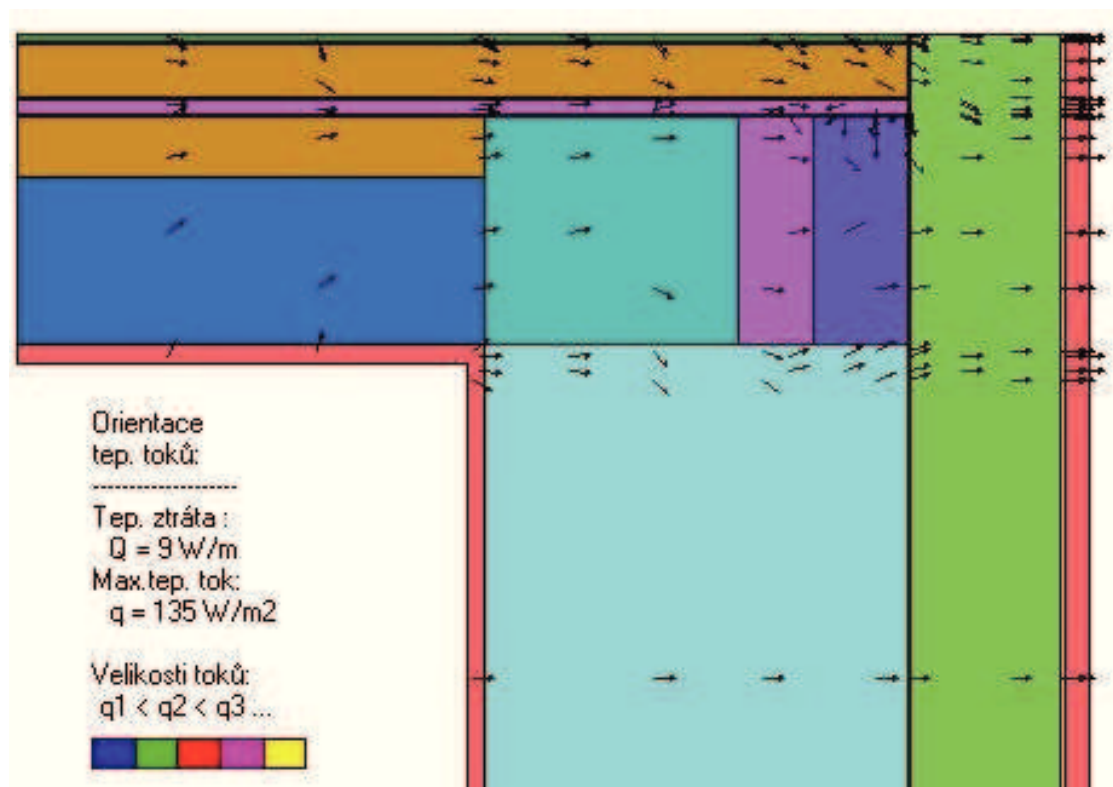 Orientace
tep. toků:
--------------------
Tep. ztráta :
Q = 9 W/m
Max.tep. tok:
q = 135 W/m2
Velikosti toků:
q1 < q2 < q3 ...